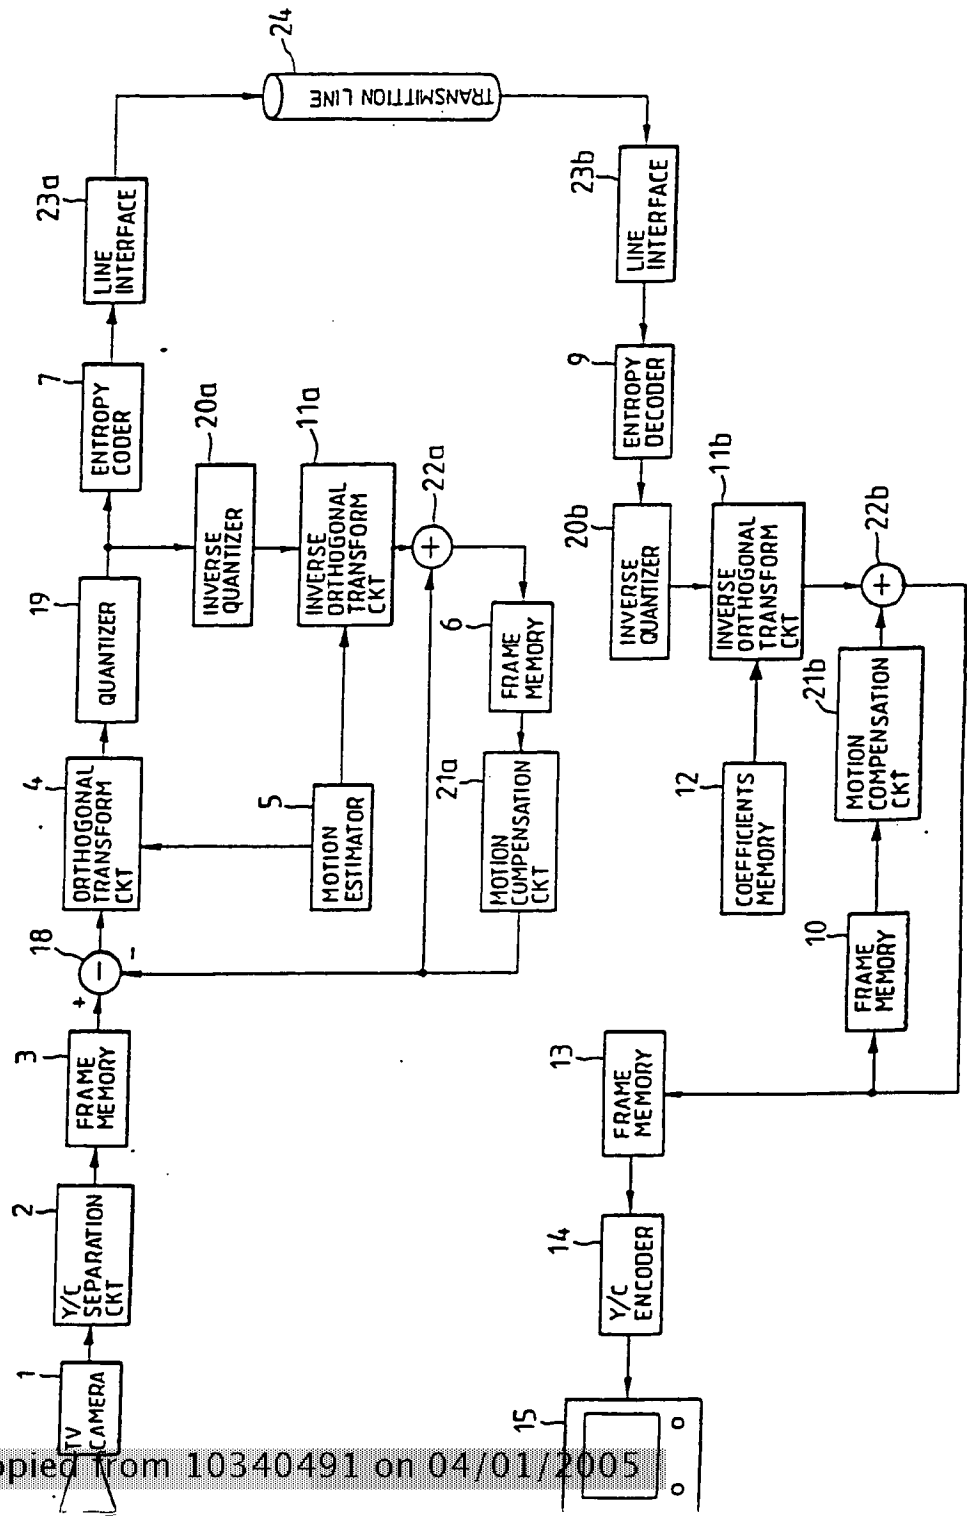 1
TV
CAMERA
2
Y/C
SEPARATION
CKT
3
FRAME
MEMORY
18
+
−
-
4
ORTHOGONAL
TRANSFORM
CKT
19
QUANTIZER
7
ENTROPY
CODER
23a
LINE
INTERFACE
24
TRANSMITTION LINE
20a
INVERSE
QUANTIZER
11a
INVERSE
ORTHOGONAL
TRANSFORM
CKT
5
MOTION
ESTIMATOR
22a
+
6
FRAME
MEMORY
21a
MOTION
COMPENSATION
CKT
23b
LINE
INTERFACE
9
ENTROPY
DECODER
20b
INVERSE
QUANTIZER
11b
INVERSE
ORTHOGONAL
TRANSFORM
CKT
12
COEFFICIENTS
MEMORY
22b
+
21b
MOTION
COMPENSATION
CKT
10
FRAME
MEMORY
13
FRAME
MEMORY
14
Y/C
ENCODER
15
opied from 10340491 on 04/01/2005